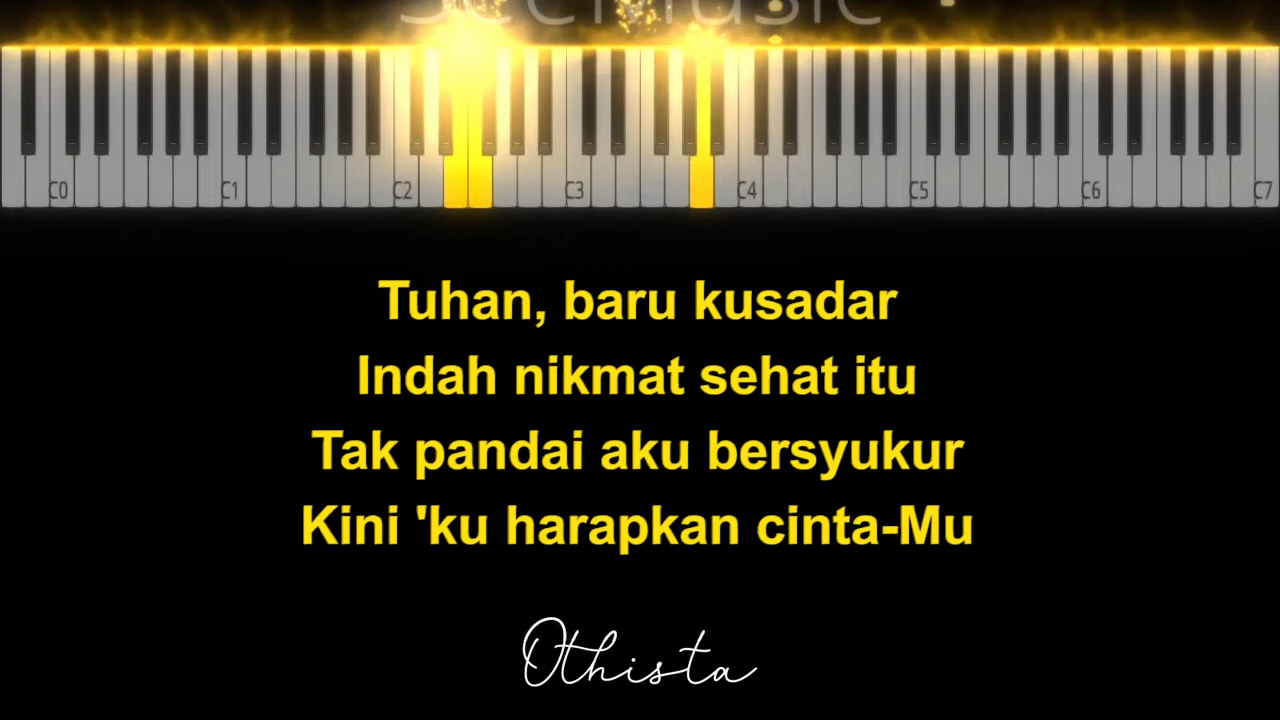 SeeMusic
C0 C1 C2 C3 C4 C5 C6 C7
Tuhan, baru kusadar
Indah nikmat sehat itu
Tak pandai aku bersyukur
Kini 'ku harapkan cinta-Mu
Othista